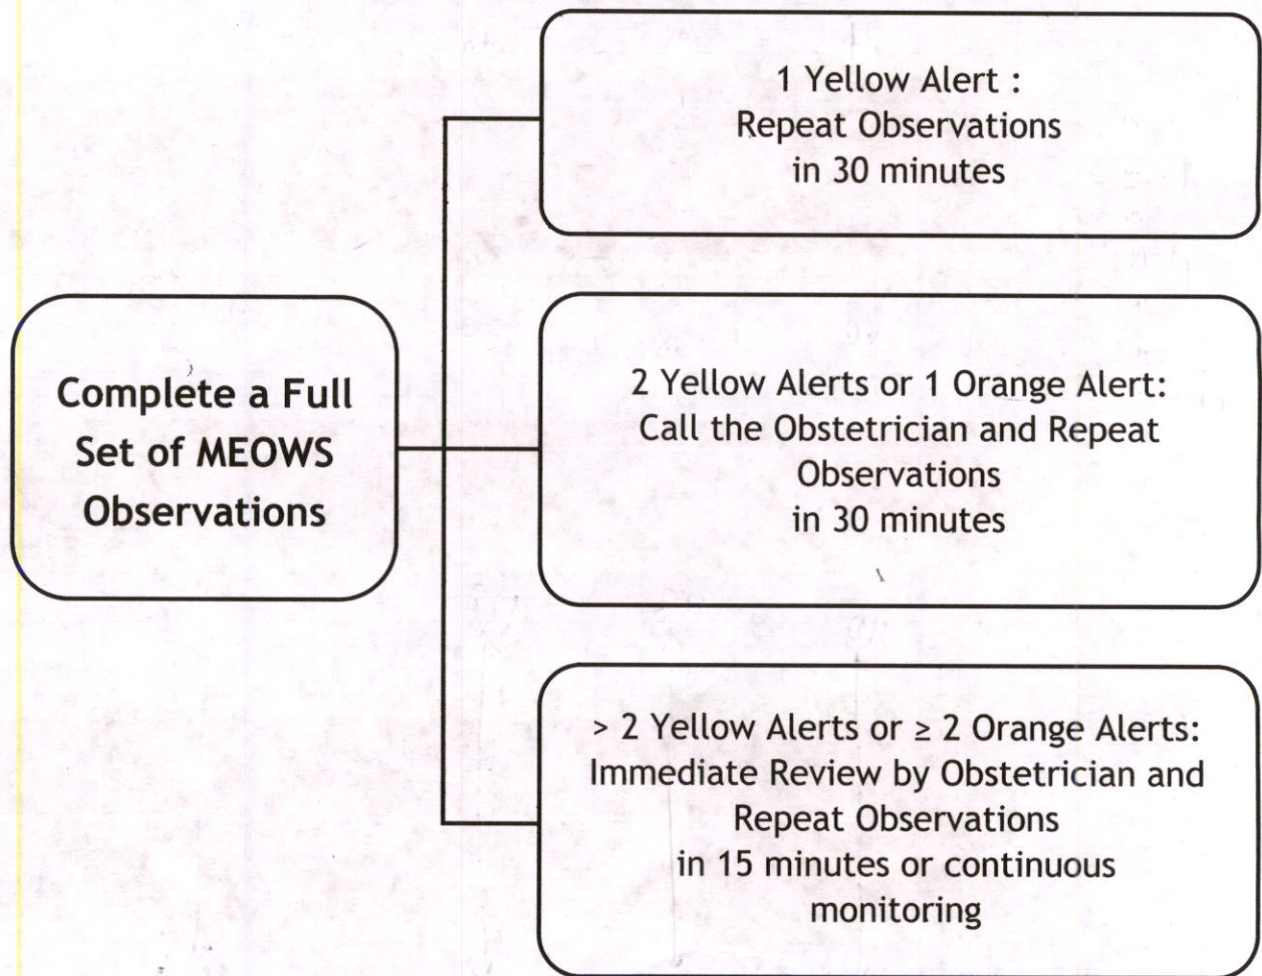 Complete a Full
Set of MEOWS
Observations
1 Yellow Alert :
Repeat Observations
in 30 minutes
2 Yellow Alerts or 1 Orange Alert:
Call the Obstetrician and Repeat
Observations
in 30 minutes
> 2 Yellow Alerts or ≥ 2 Orange Alerts:
Immediate Review by Obstetrician and
Repeat Observations
in 15 minutes or continuous
monitoring